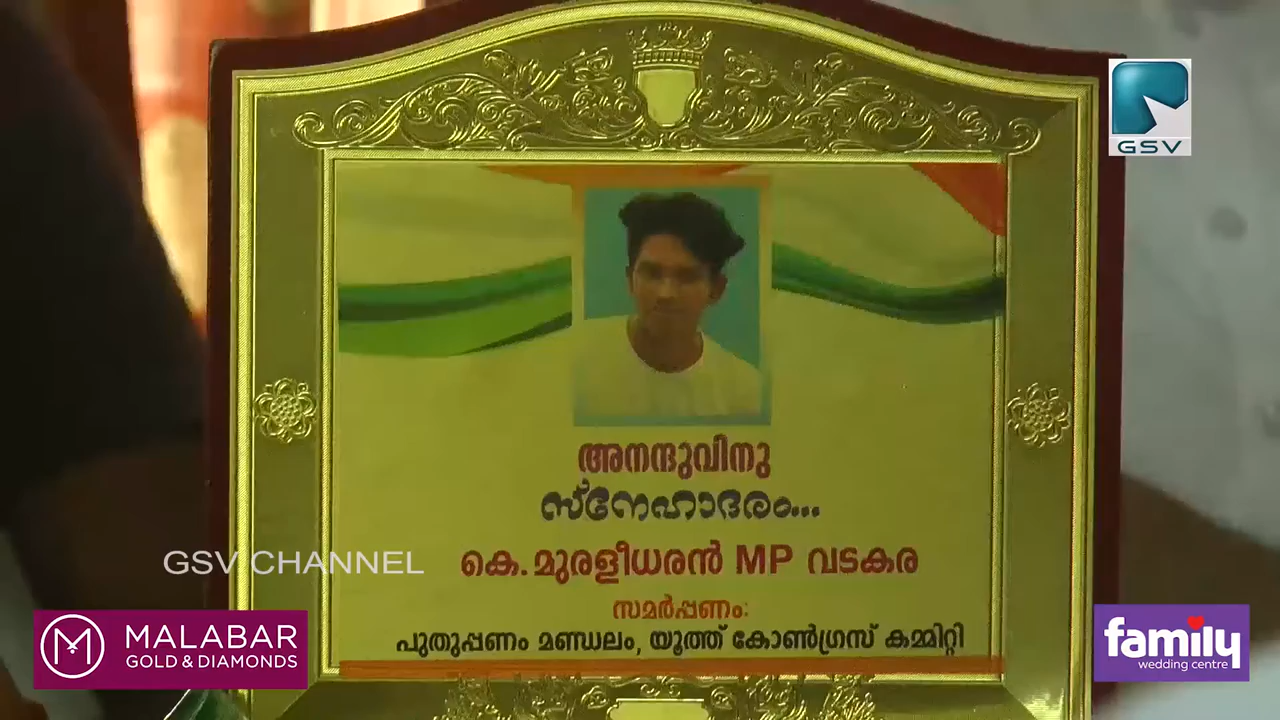 GSV
അനന്ദുവിനു
സ്നേഹാദരം...
കെ.മുരളീധരൻ MP വടകര
സമർപ്പണം:
പുതുപ്പണം മണ്ഡലം, യൂത്ത് കോൺഗ്രസ് കമ്മിറ്റി
GSV CHANNEL
MALABAR
GOLD & DIAMONDS
family
wedding centre